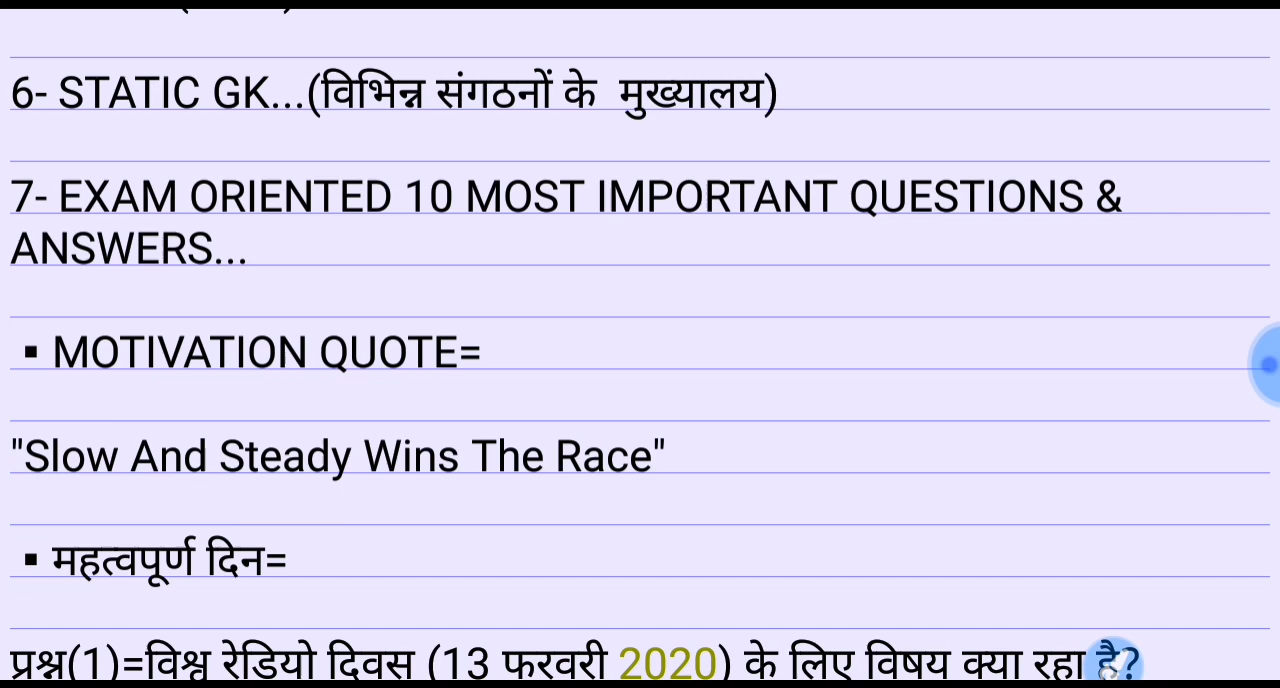 6- STATIC GK...(विभिन्न संगठनों के मुख्यालय)
7- EXAM ORIENTED 10 MOST IMPORTANT QUESTIONS &
ANSWERS...
▪ MOTIVATION QUOTE=
"Slow And Steady Wins The Race"
▪ महत्वपूर्ण दिन=
प्रश्न(1)=विश्व रेडियो दिवस (13 फरवरी 2020) के लिए विषय क्या रहा है?